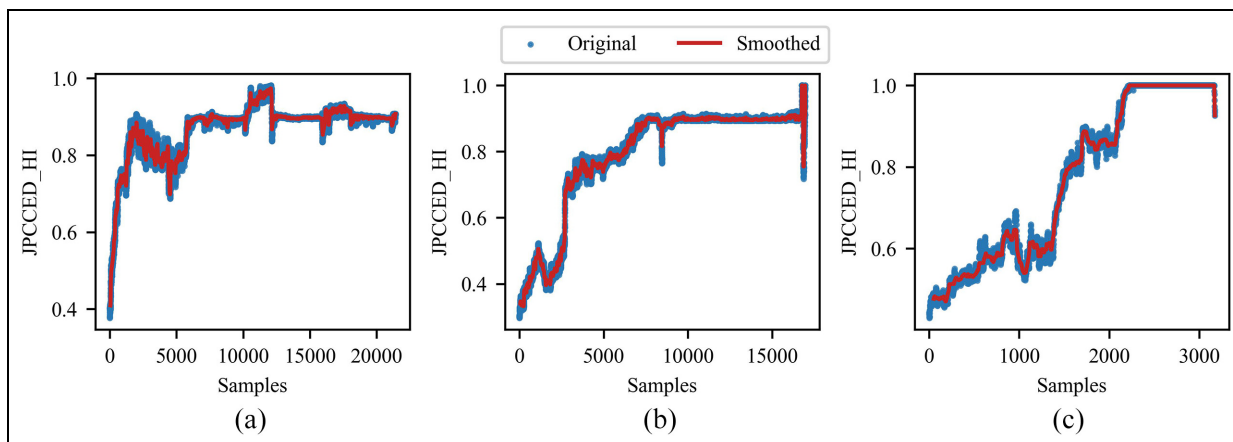 Original Smoothed
JPCCED_HI
1.0
0.8
0.6
0.4
0 5000 10000 15000 20000
Samples
(a)
JPCCED_HI
1.0
0.8
0.6
0.4
0 5000 10000 15000
Samples
(b)
JPCCED_HI
1.0
0.8
0.6
0 1000 2000 3000
Samples
(c)